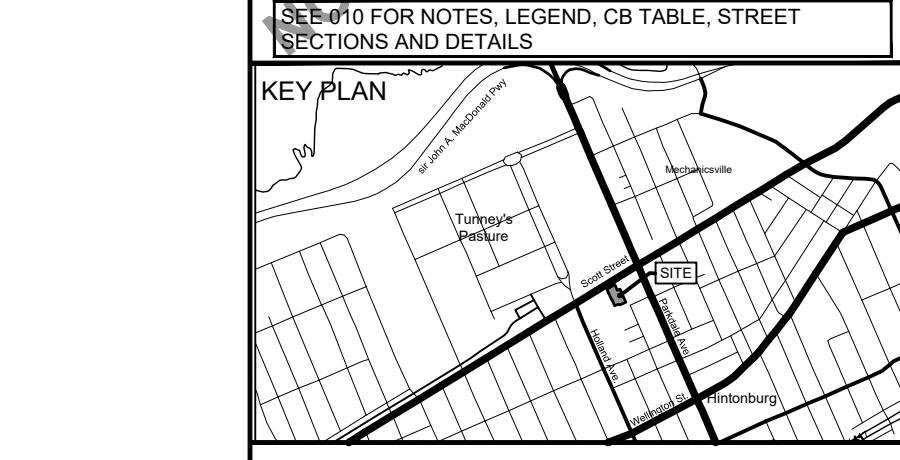 SEE 010 FOR NOTES, LEGEND, CB TABLE, STREET
SECTIONS AND DETAILS
KEY PLAN
sir John A. MacDonald Pwy
Mechanicsville
Tunney's
Pasture
Scott Street
SITE
Parkdale Ave.
Holland Ave.
Wellington St.
Hintonburg